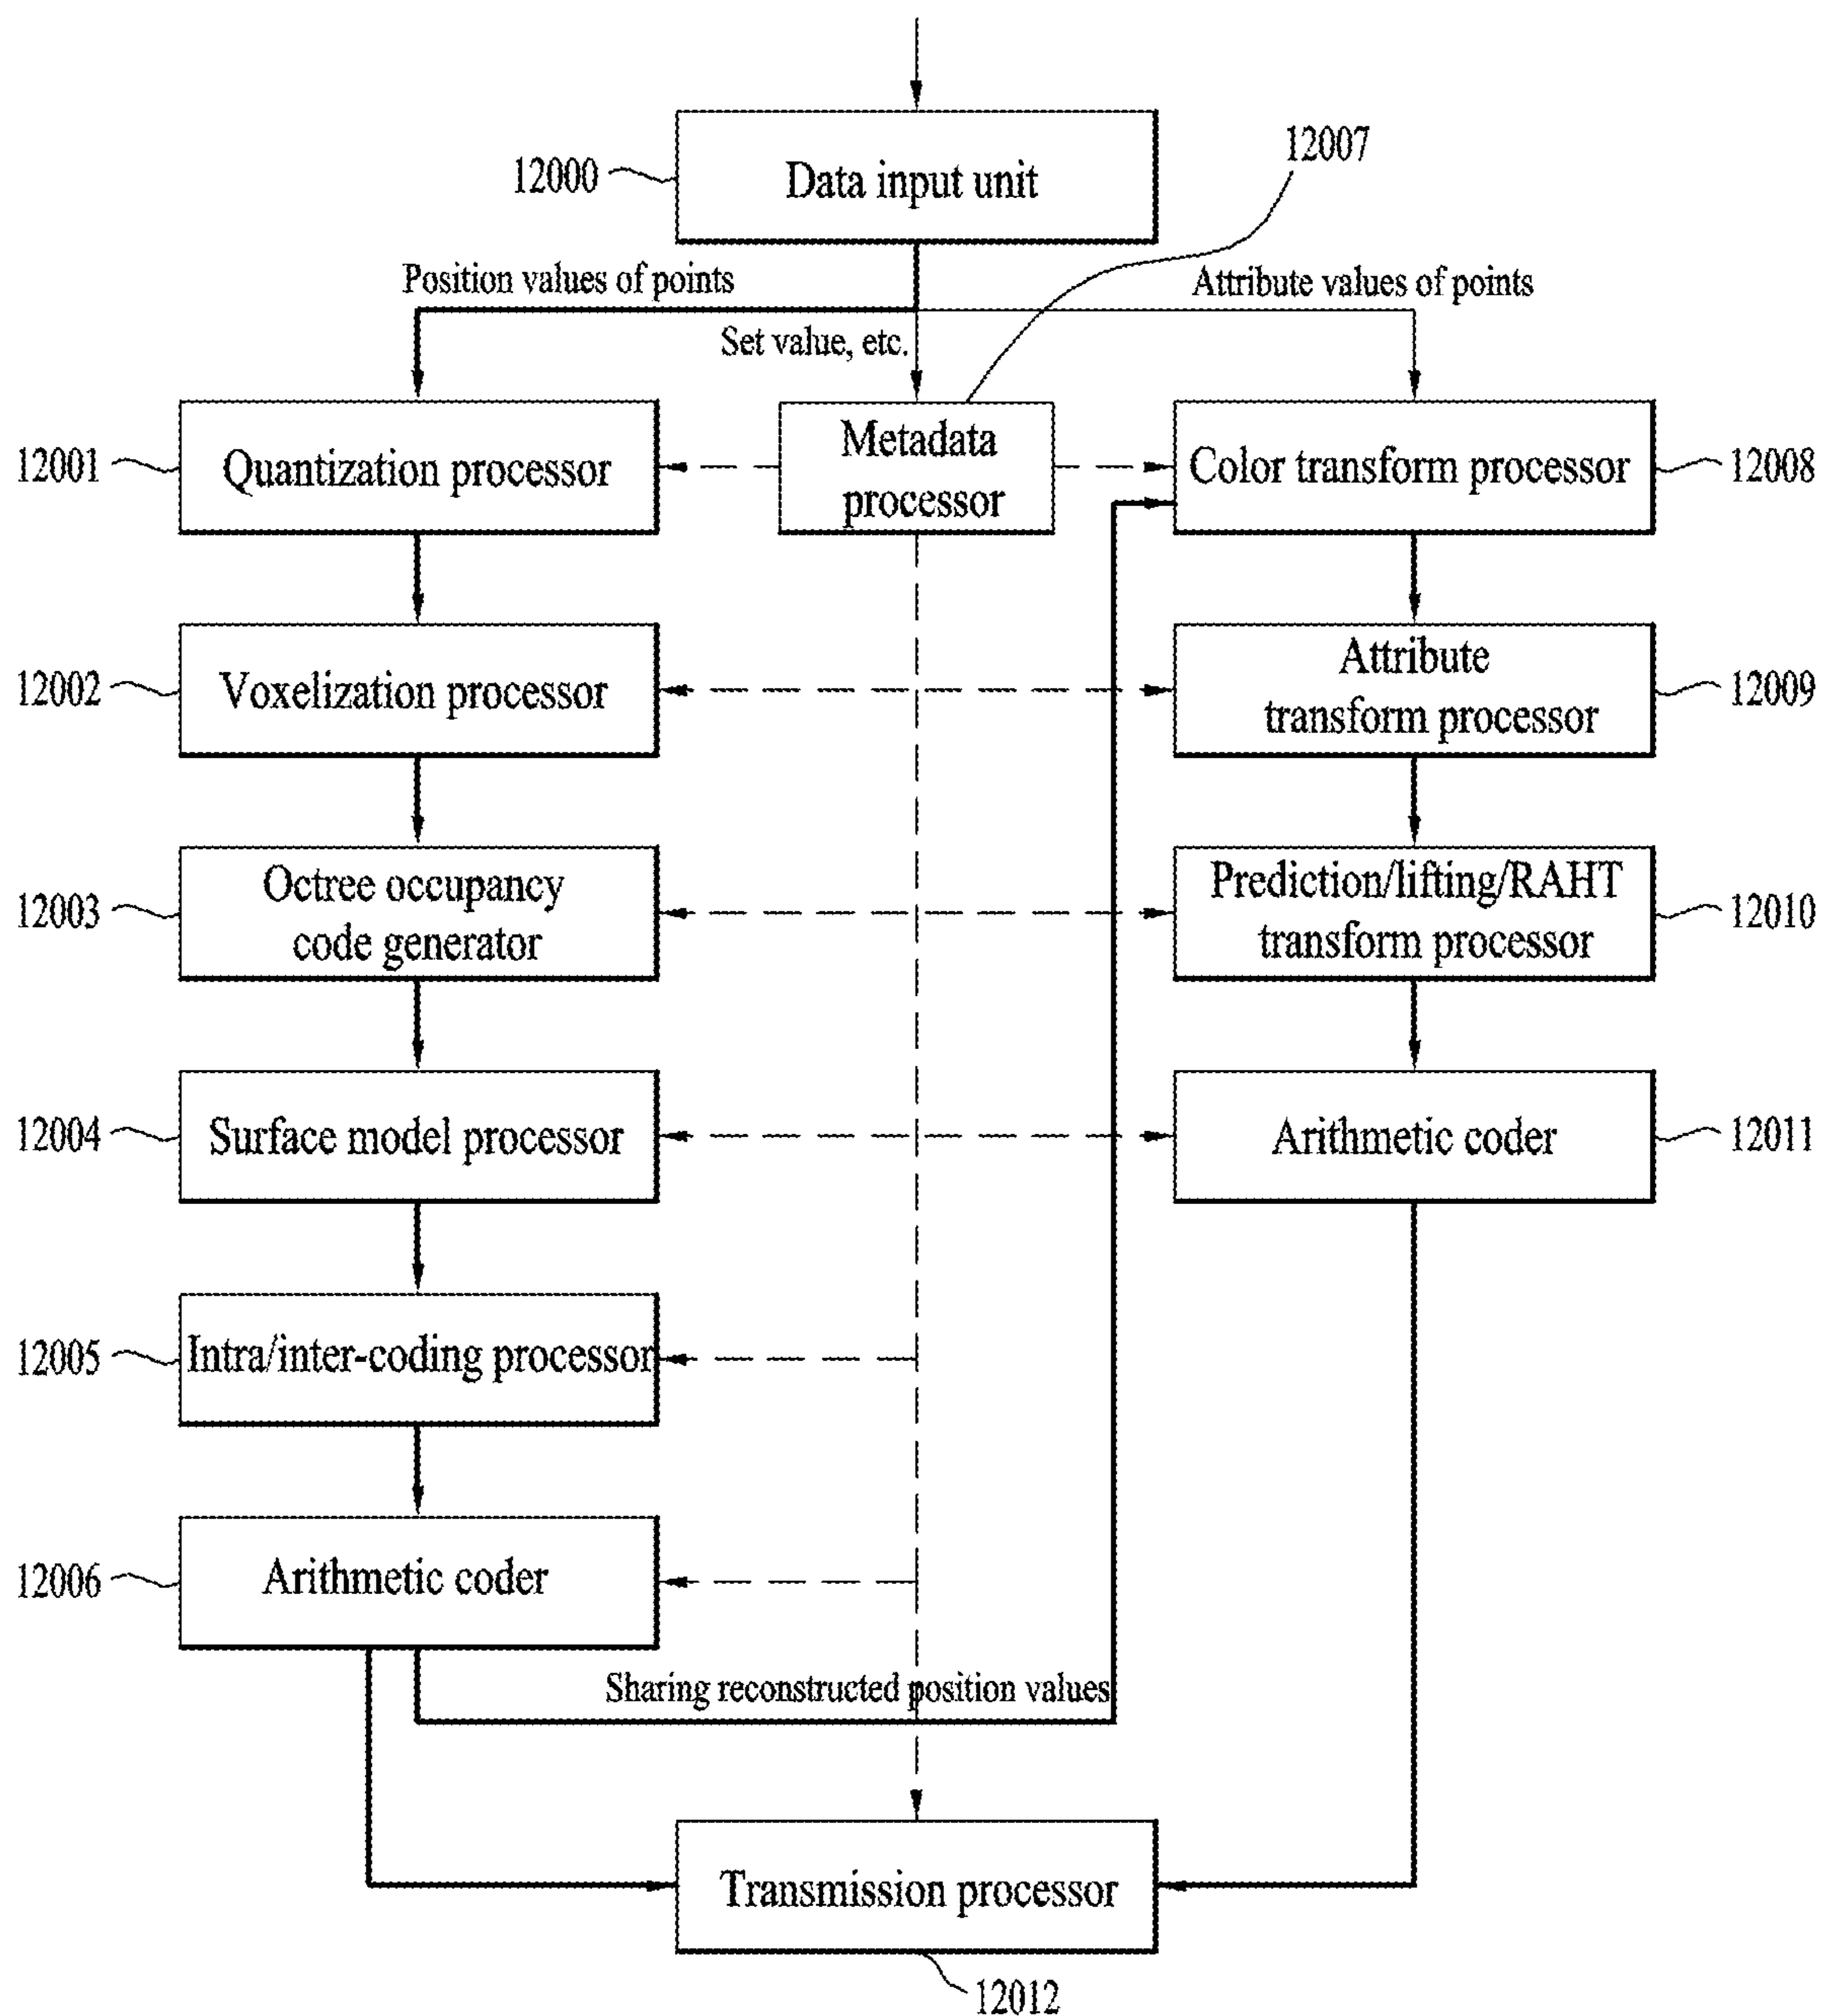 12000
Data input unit
12007
Position values of points
Attribute values of points
Set value, etc.
12001
Quantization processor
Metadata
processor
Color transform processor
12008
12002
Voxelization processor
Attribute
transform processor
12009
12003
Octree occupancy
code generator
Prediction/lifting/RAHT
transform processor
12010
12004
Surface model processor
Arithmetic coder
12011
12005
Intra/inter-coding processor
12006
Arithmetic coder
Sharing reconstructed position values
Transmission processor
12012